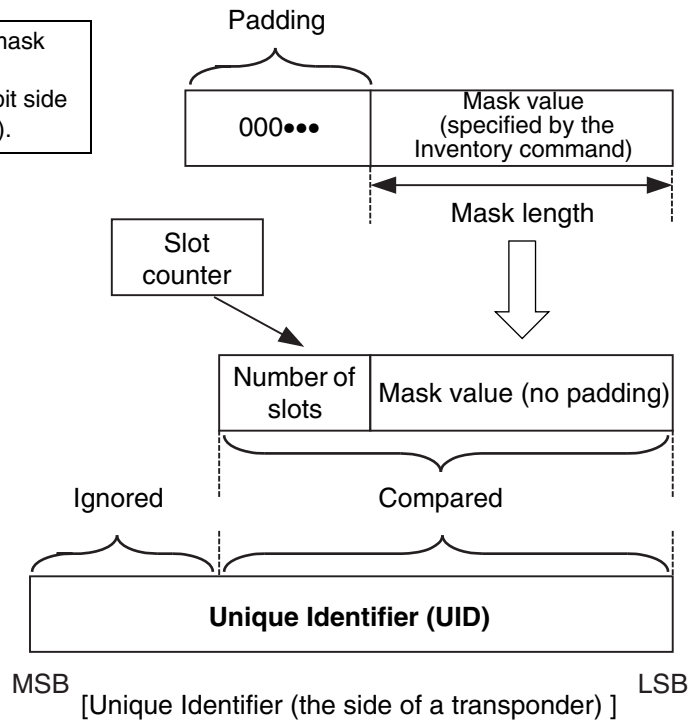 Padding
mask
bit side
).
000•••
Mask value
(specified by the
Inventory command)
Mask length
Slot
counter
Number of
slots
Mask value (no padding)
Ignored
Compared
Unique Identifier (UID)
MSB
LSB
[Unique Identifier (the side of a transponder) ]